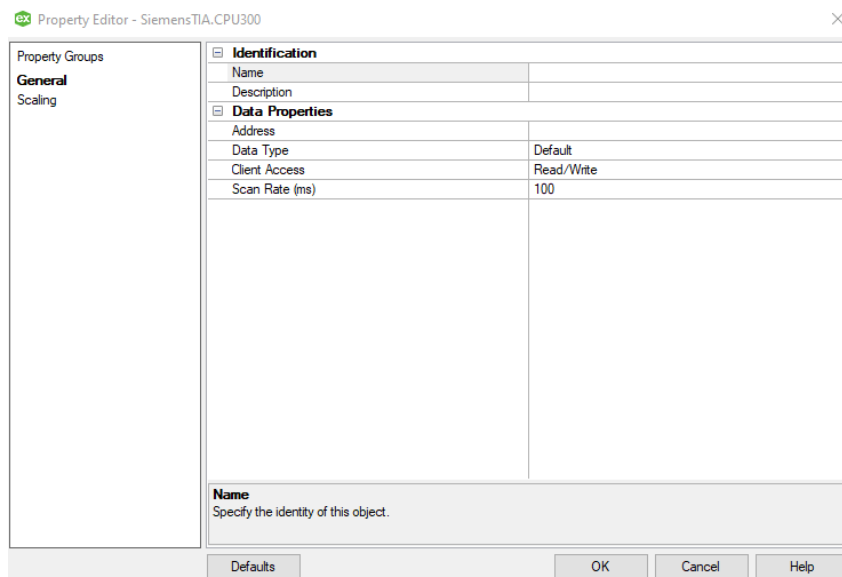 ex Property Editor - SiemensTIA.CPU300
Property Groups
General
Scaling
Identification
Name
Description
Data Properties
Address
Data Type Default
Client Access Read/Write
Scan Rate (ms) 100
Name
Specify the identity of this object.
Defaults OK Cancel Help